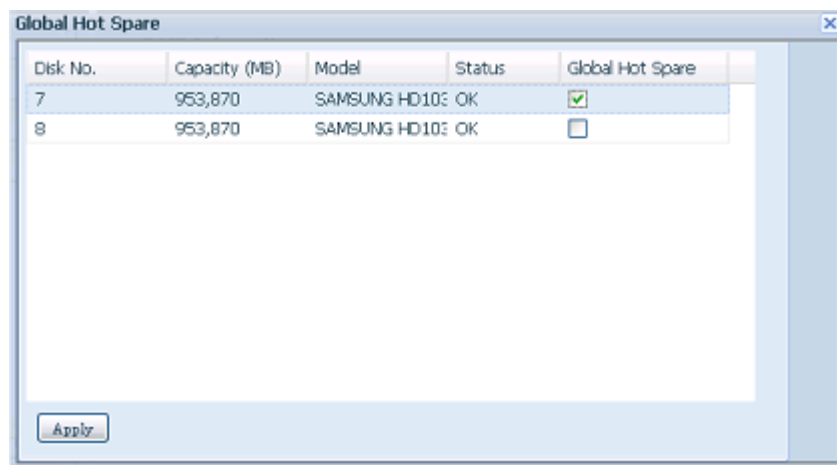 Global Hot Spare
Disk No. Capacity (MB) Model Status Global Hot Spare
7 953,870 SAMSUNG HD103 OK
8 953,870 SAMSUNG HD103 OK
Apply